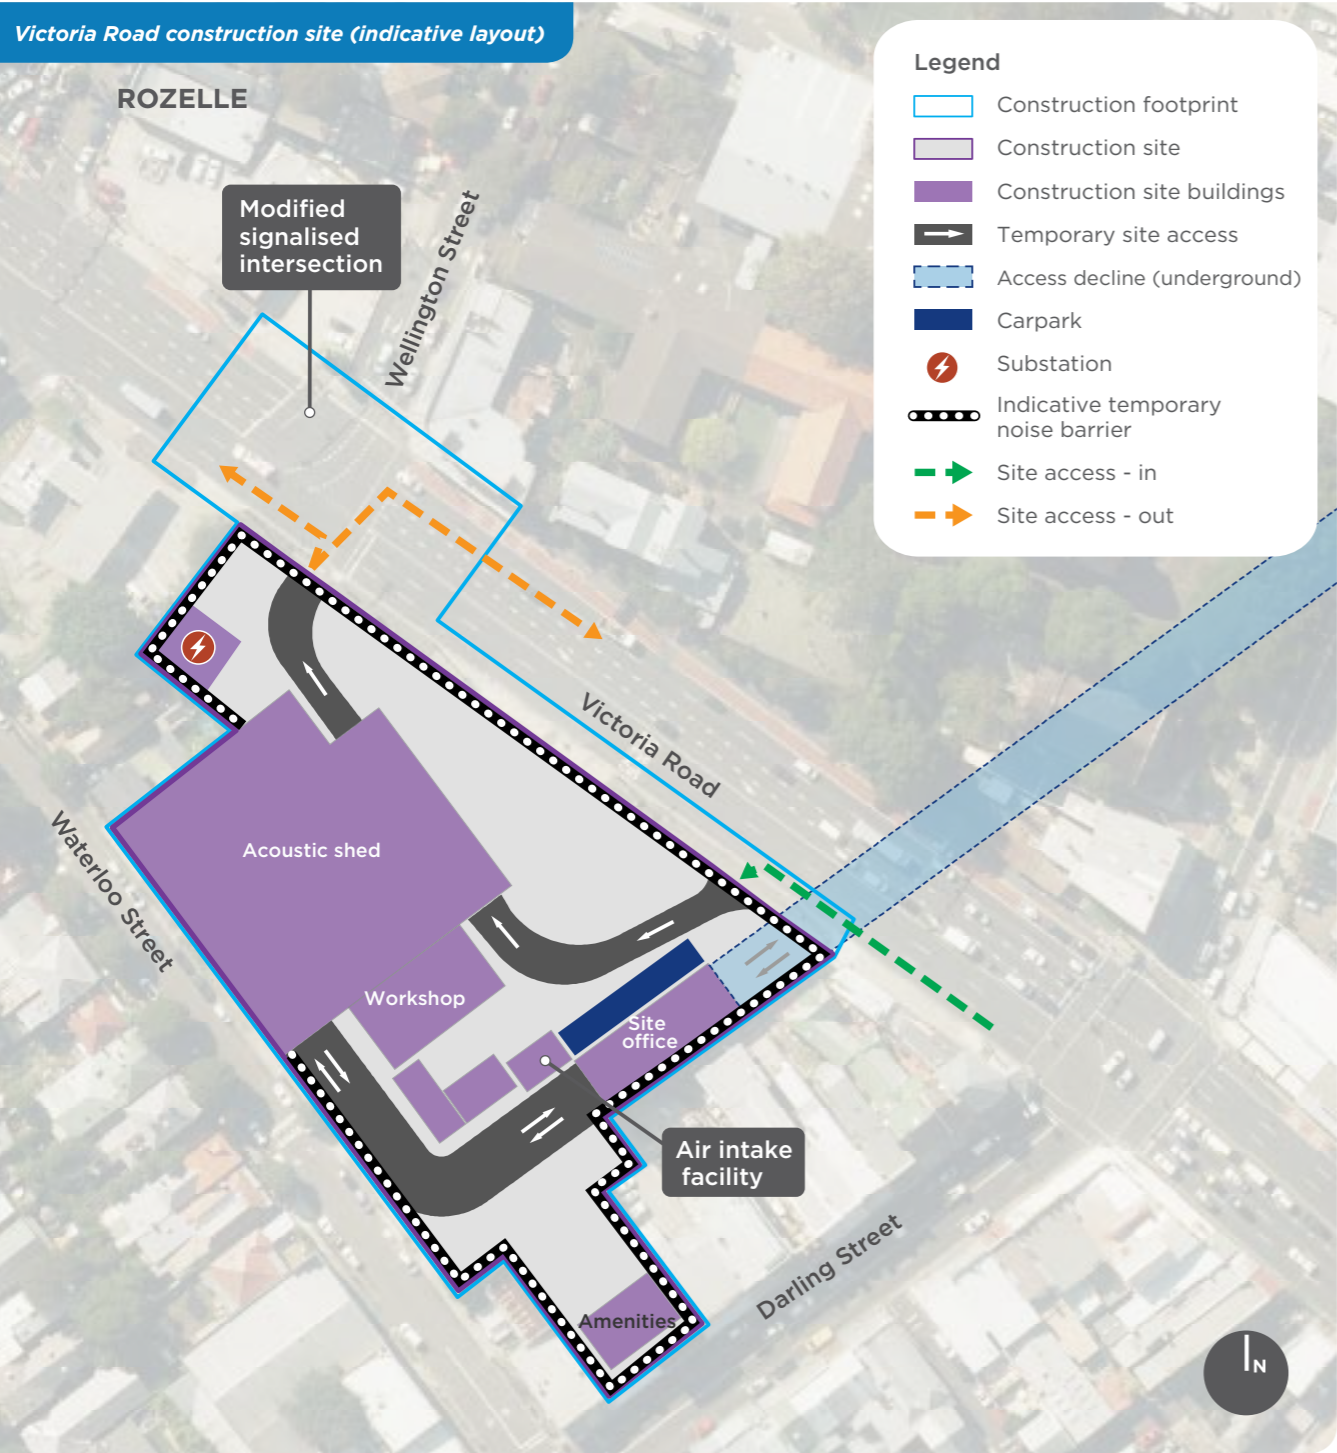 Victoria Road construction site (indicative layout)
ROZELLE
Legend
Construction footprint
Construction site
Construction site buildings
Temporary site access
Access decline (underground)
Carpark
Substation
Indicative temporary
noise barrier
Site access - in
Site access - out
Modified
signalised
intersection
Wellington Street
Victoria Road
Waterloo Street
Acoustic shed
Workshop
Site
office
Air intake
facility
Amenities
Darling Street
N